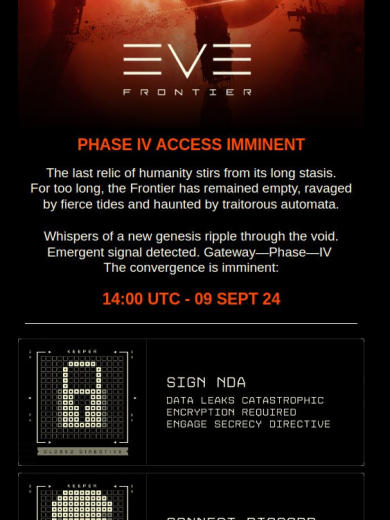 EVE
FRONTIER
PHASE IV ACCESS IMMINENT
The last relic of humanity stirs from its long stasis.
For too long, the Frontier has remained empty, ravaged
by fierce tides and haunted by traitorous automata.
Whispers of a new genesis ripple through the void.
Emergent signal detected. Gateway—Phase—IV
The convergence is imminent:
14:00 UTC - 09 SEPT 24
KEEPER
SIGN NDA
DATA LEAKS CATASTROPHIC
ENCRYPTION REQUIRED
ENGAGE SECRECY DIRECTIVE
CLOSED DIRECTIVE
KEEPER
CONNECT DISCORD